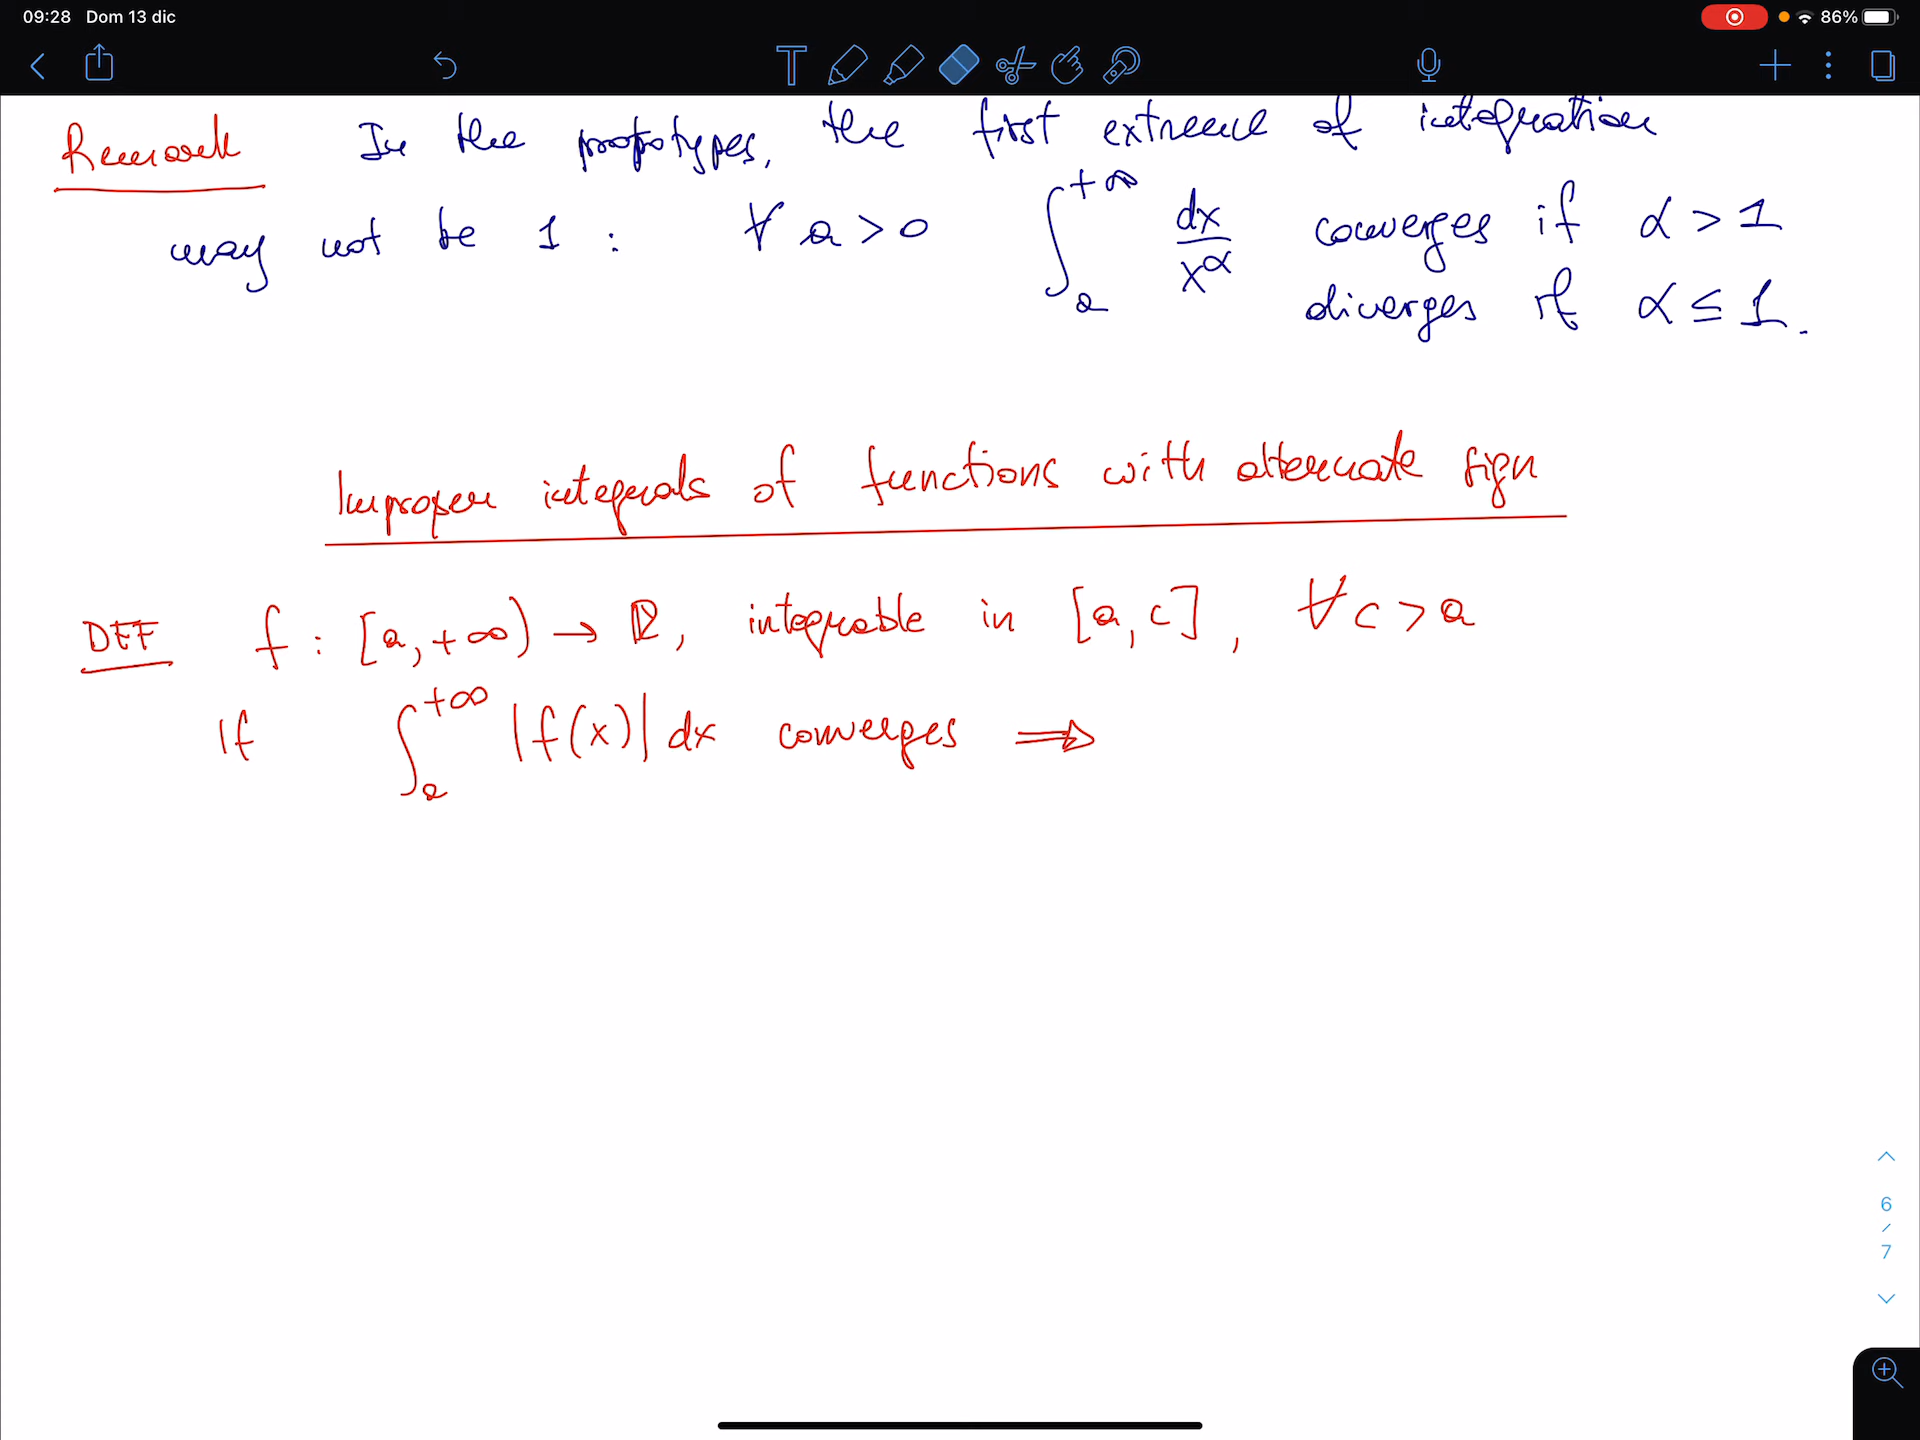 09:28 Dom 13 dic 86%
Remark In the prototypes, the first extreme of integration
may not be 1 : ∀ a > 0 ∫_a^{+∞} dx/x^α converges if α > 1
diverges if α ≤ 1.
Improper integrals of functions with alternate sign
DEF f : [a, +∞) → ℝ, integrable in [a, c], ∀ c > a
If ∫_a^{+∞} |f(x)| dx converges ⟹
6
/
7